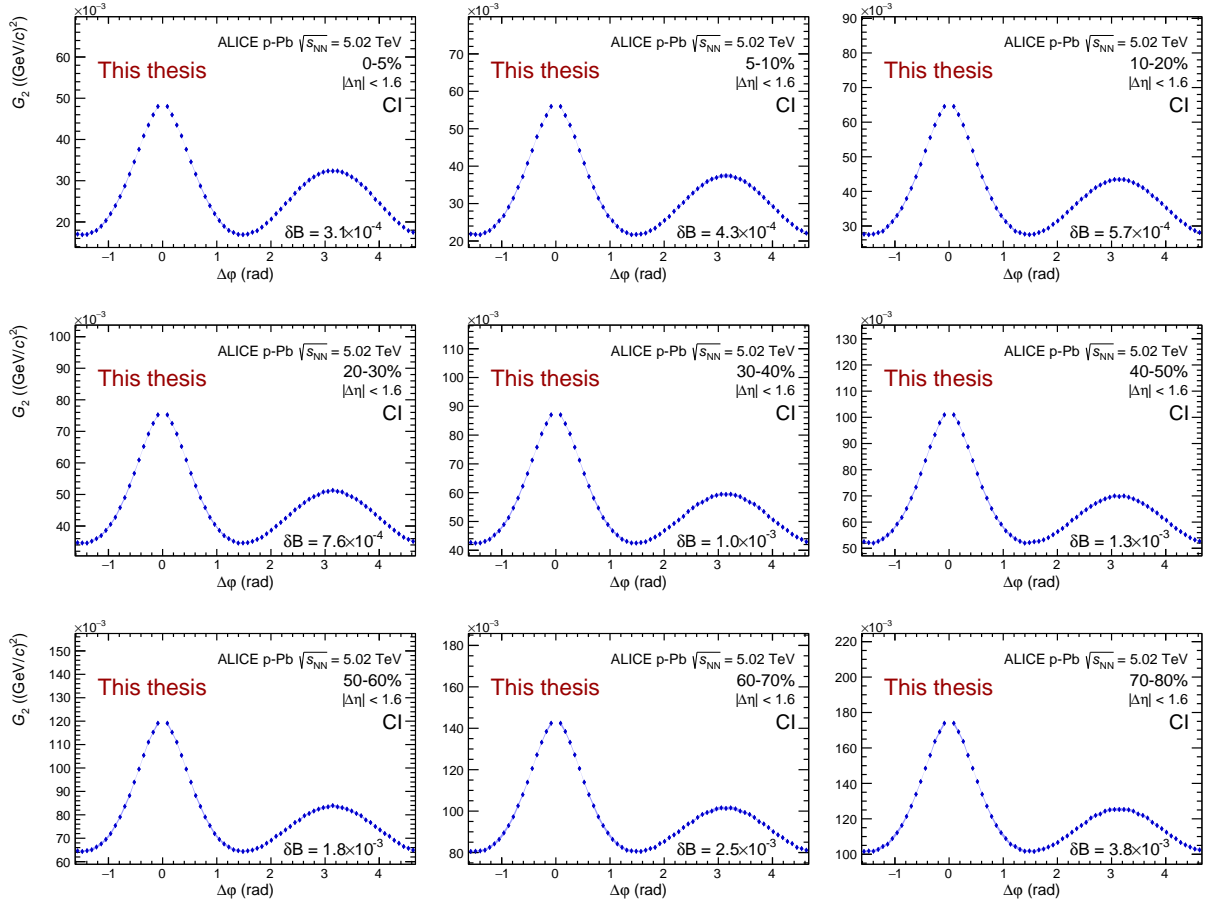 ×10⁻³
G₂ ((GeV/c)²)
60
50
40
30
20
ALICE p-Pb √sNN = 5.02 TeV
This thesis
0-5%
|Δη| < 1.6
CI
δB = 3.1×10⁻⁴
−1 0 1 2 3 4
Δφ (rad)
×10⁻³
80
70
60
50
40
30
20
ALICE p-Pb √sNN = 5.02 TeV
This thesis
5-10%
|Δη| < 1.6
CI
δB = 4.3×10⁻⁴
−1 0 1 2 3 4
Δφ (rad)
×10⁻³
90
80
70
60
50
40
30
ALICE p-Pb √sNN = 5.02 TeV
This thesis
10-20%
|Δη| < 1.6
CI
δB = 5.7×10⁻⁴
−1 0 1 2 3 4
Δφ (rad)
×10⁻³
G₂ ((GeV/c)²)
100
90
80
70
60
50
40
ALICE p-Pb √sNN = 5.02 TeV
This thesis
20-30%
|Δη| < 1.6
CI
δB = 7.6×10⁻⁴
−1 0 1 2 3 4
Δφ (rad)
×10⁻³
110
100
90
80
70
60
50
40
ALICE p-Pb √sNN = 5.02 TeV
This thesis
30-40%
|Δη| < 1.6
CI
δB = 1.0×10⁻³
−1 0 1 2 3 4
Δφ (rad)
×10⁻³
130
120
110
100
90
80
70
60
50
ALICE p-Pb √sNN = 5.02 TeV
This thesis
40-50%
|Δη| < 1.6
CI
δB = 1.3×10⁻³
−1 0 1 2 3 4
Δφ (rad)
×10⁻³
G₂ ((GeV/c)²)
150
140
130
120
110
100
90
80
70
60
ALICE p-Pb √sNN = 5.02 TeV
This thesis
50-60%
|Δη| < 1.6
CI
δB = 1.8×10⁻³
−1 0 1 2 3 4
Δφ (rad)
×10⁻³
180
160
140
120
100
80
ALICE p-Pb √sNN = 5.02 TeV
This thesis
60-70%
|Δη| < 1.6
CI
δB = 2.5×10⁻³
−1 0 1 2 3 4
Δφ (rad)
×10⁻³
220
200
180
160
140
120
100
ALICE p-Pb √sNN = 5.02 TeV
This thesis
70-80%
|Δη| < 1.6
CI
δB = 3.8×10⁻³
−1 0 1 2 3 4
Δφ (rad)